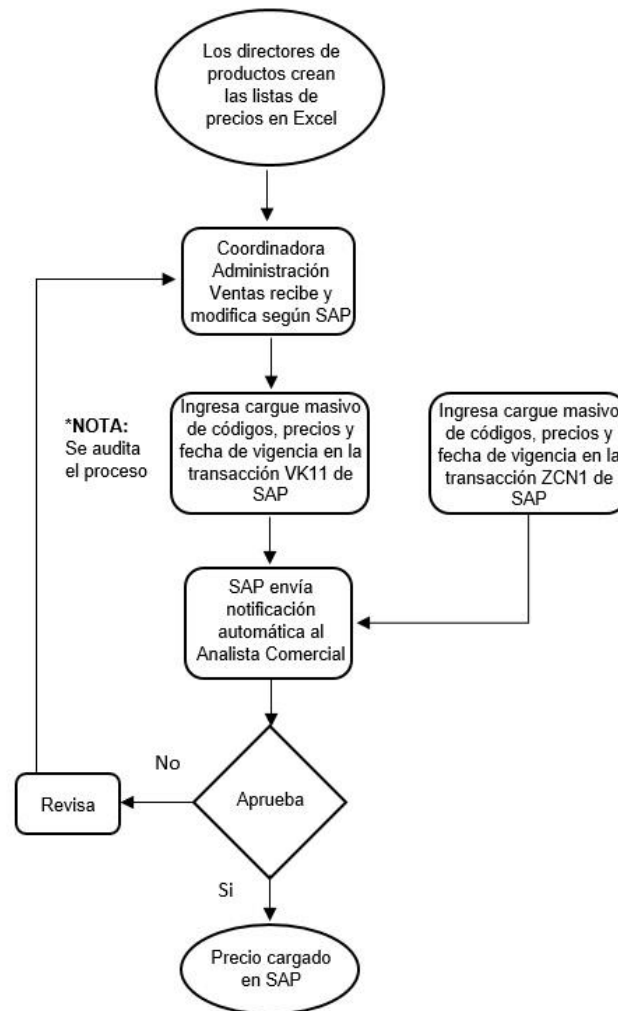 Los directores de
productos crean
las listas de
precios en Excel
Coordinadora
Administración
Ventas recibe y
modifica según SAP
*NOTA:
Se audita
el proceso
Ingresa cargue masivo
de códigos, precios y
fecha de vigencia en la
transacción VK11 de
SAP
Ingresa cargue masivo
de códigos, precios y
fecha de vigencia en la
transacción ZCN1 de
SAP
SAP envía
notificación
automática al
Analista Comercial
No
Aprueba
Revisa
Si
Precio cargado
en SAP